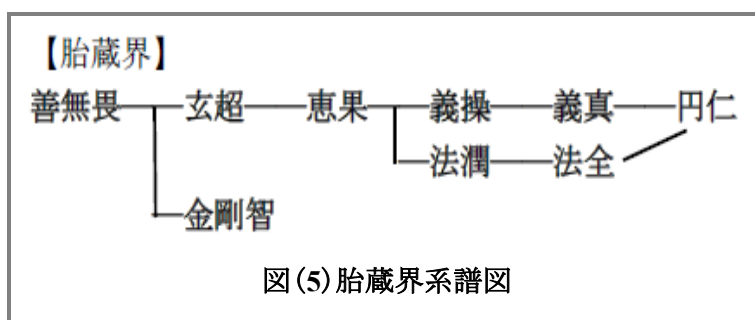 【胎蔵界】
善無畏 玄超 恵果 義操 義真 円仁
法潤 法全
金剛智
図(5)胎蔵界系譜図